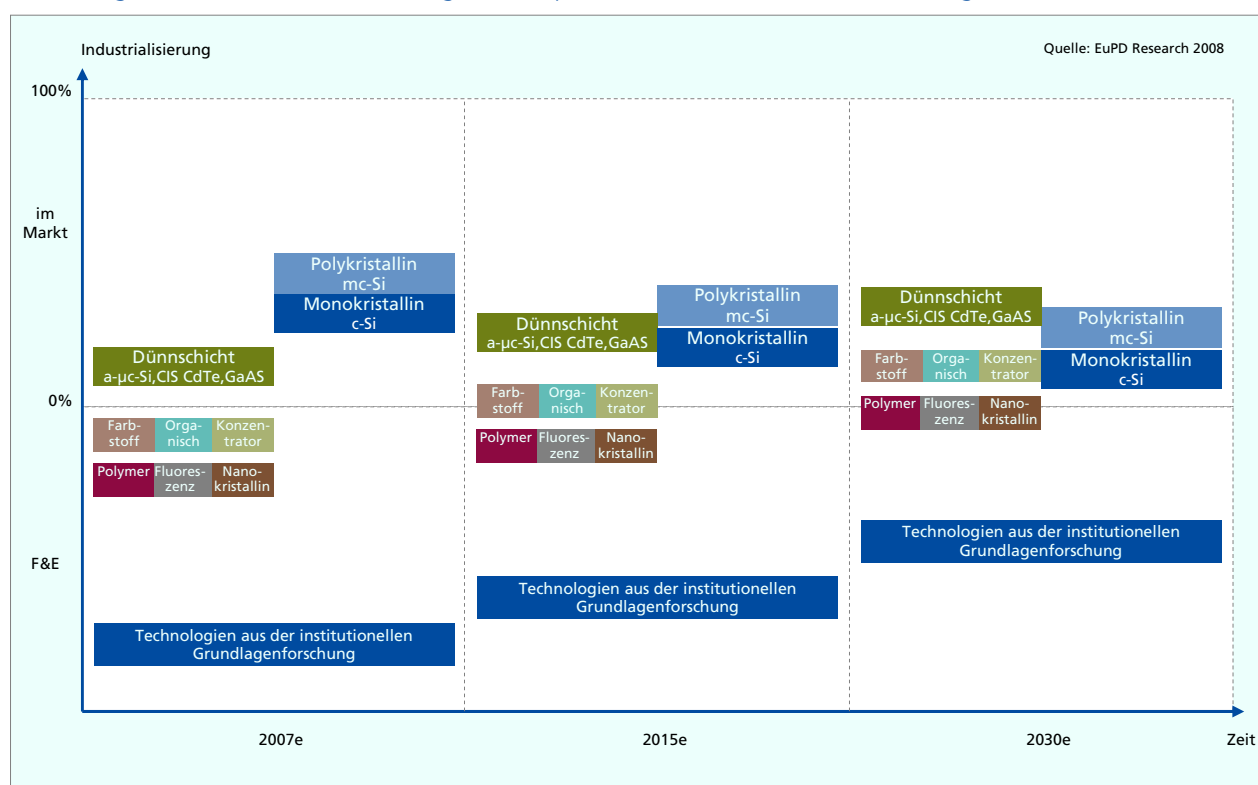 Industrialisierung
Quelle: EuPD Research 2008
100%
im
Markt
0%
F&E
Polykristallin
mc-Si
Monokristallin
c-Si
Dünnschicht
a-µc-Si,CIS CdTe,GaAS
Farb-
stoff
Orga-
nisch
Konzen-
trator
Polymer
Fluores-
zenz
Nano-
kristallin
Technologien aus der institutionellen
Grundlagenforschung
Polykristallin
mc-Si
Dünnschicht
a-µc-Si,CIS CdTe,GaAS
Monokristallin
c-Si
Farb-
stoff
Orga-
nisch
Konzen-
trator
Polymer
Fluores-
zenz
Nano-
kristallin
Technologien aus der institutionellen
Grundlagenforschung
Dünnschicht
a-µc-Si,CIS CdTe,GaAS
Polykristallin
mc-Si
Farb-
stoff
Orga-
nisch
Konzen-
trator
Monokristallin
c-Si
Polymer
Fluores-
zenz
Nano-
kristallin
Technologien aus der institutionellen
Grundlagenforschung
2007e
2015e
2030e
Zeit